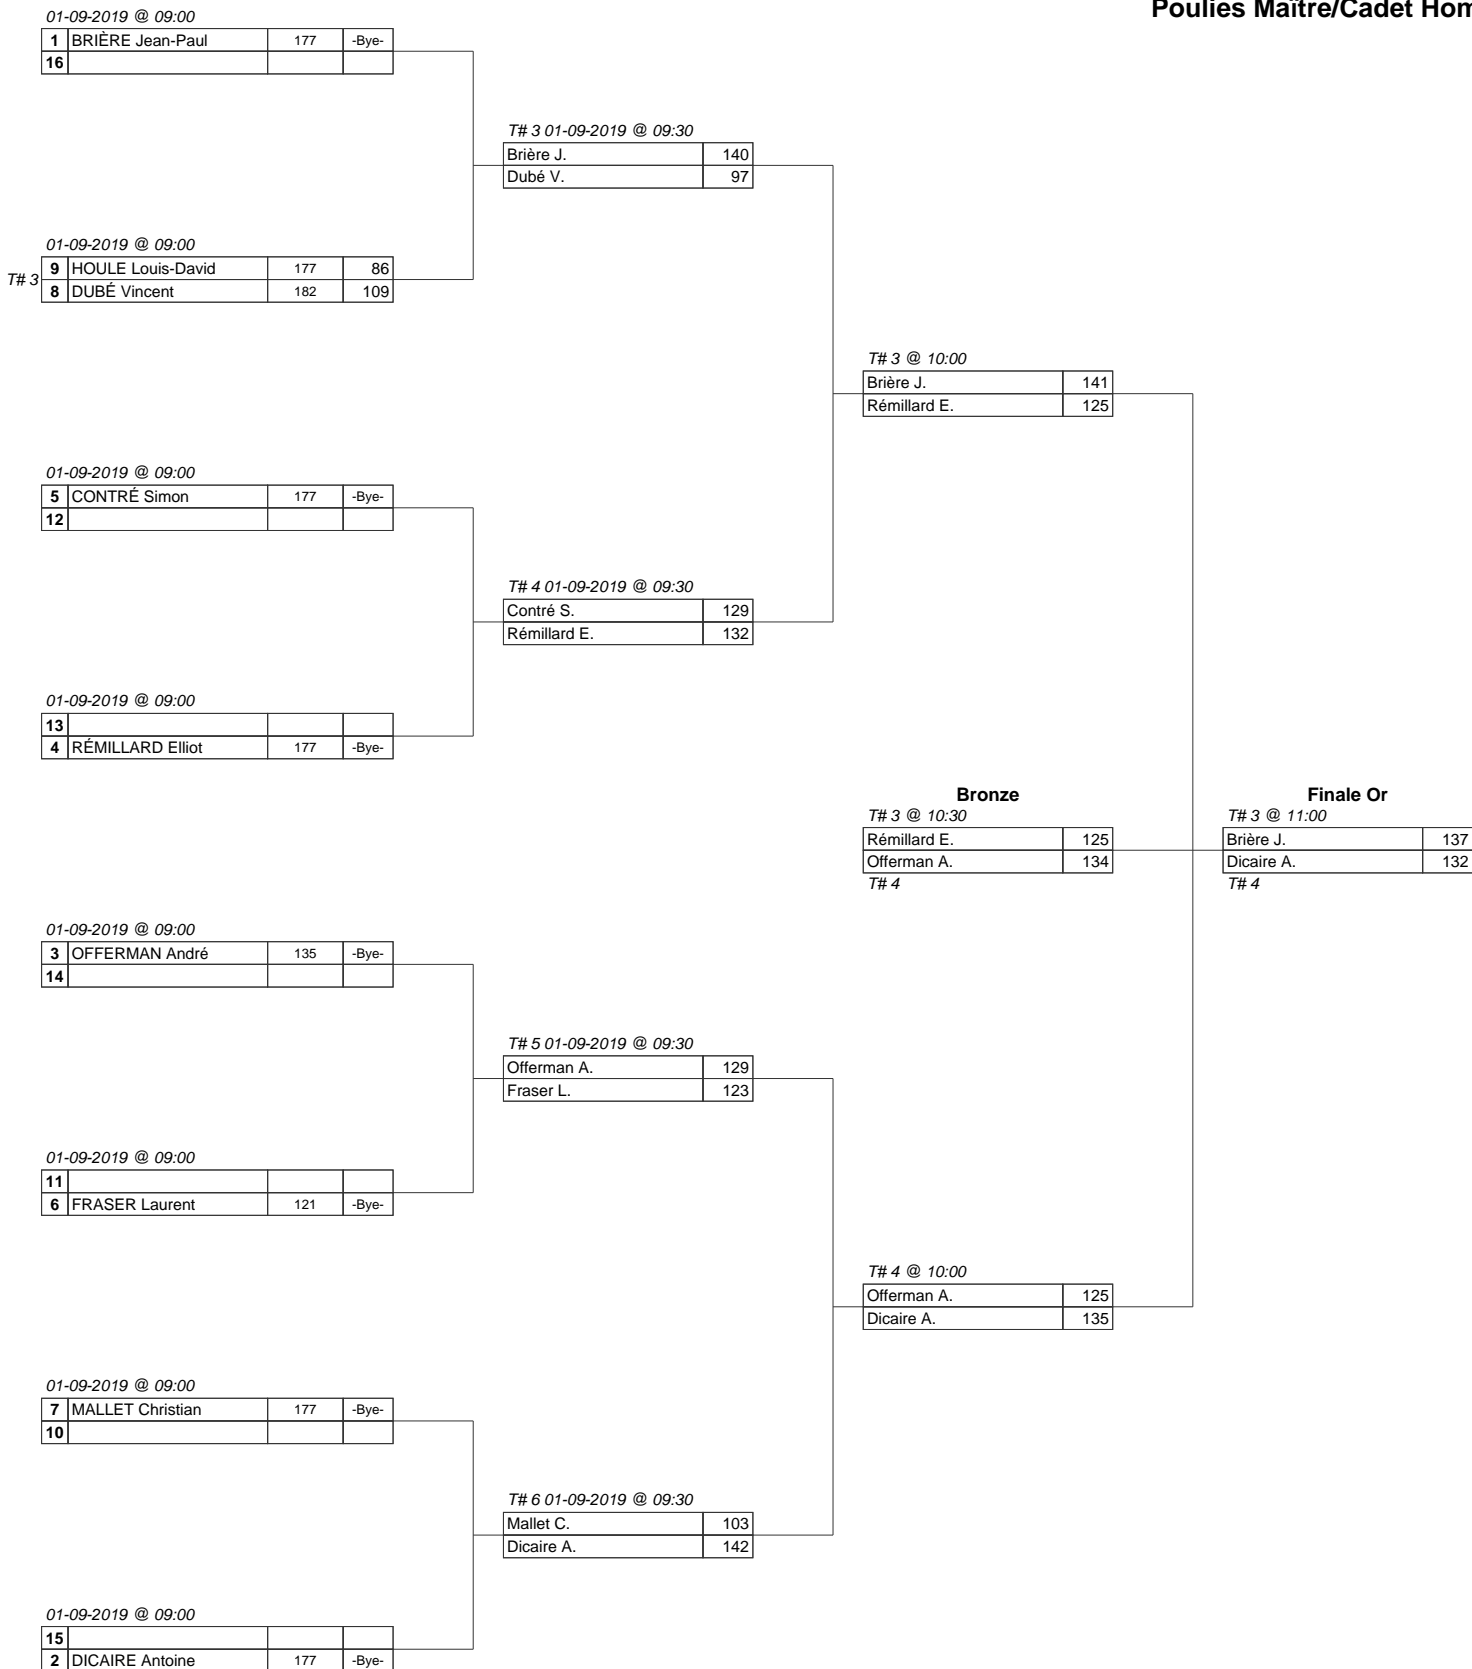 Poulies Maître/Cadet Hom
01-09-2019 @ 09:00
1 BRIÈRE Jean-Paul 177 -Bye-
16
T# 3 01-09-2019 @ 09:30
Brière J. 140
Dubé V. 97
01-09-2019 @ 09:00
T# 3
9 HOULE Louis-David 177 86
8 DUBÉ Vincent 182 109
T# 3 @ 10:00
Brière J. 141
Rémillard E. 125
01-09-2019 @ 09:00
5 CONTRÉ Simon 177 -Bye-
12
T# 4 01-09-2019 @ 09:30
Contré S. 129
Rémillard E. 132
01-09-2019 @ 09:00
13
4 RÉMILLARD Elliot 177 -Bye-
Bronze
T# 3 @ 10:30
Rémillard E. 125
Offerman A. 134
T# 4
Finale Or
T# 3 @ 11:00
Brière J. 137
Dicaire A. 132
T# 4
01-09-2019 @ 09:00
3 OFFERMAN André 135 -Bye-
14
T# 5 01-09-2019 @ 09:30
Offerman A. 129
Fraser L. 123
01-09-2019 @ 09:00
11
6 FRASER Laurent 121 -Bye-
T# 4 @ 10:00
Offerman A. 125
Dicaire A. 135
01-09-2019 @ 09:00
7 MALLET Christian 177 -Bye-
10
T# 6 01-09-2019 @ 09:30
Mallet C. 103
Dicaire A. 142
01-09-2019 @ 09:00
15
2 DICAIRE Antoine 177 -Bye-